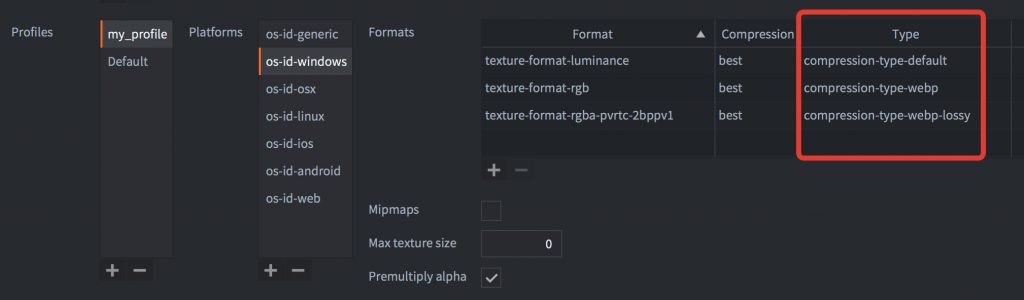 Profiles
my_profile
Default
Platforms
os-id-generic
os-id-windows
os-id-osx
os-id-linux
os-id-ios
os-id-android
os-id-web
Formats
Format Compression Type
texture-format-luminance best compression-type-default
texture-format-rgb best compression-type-webp
texture-format-rgba-pvrtc-2bppv1 best compression-type-webp-lossy
Mipmaps
Max texture size 0
Premultiply alpha